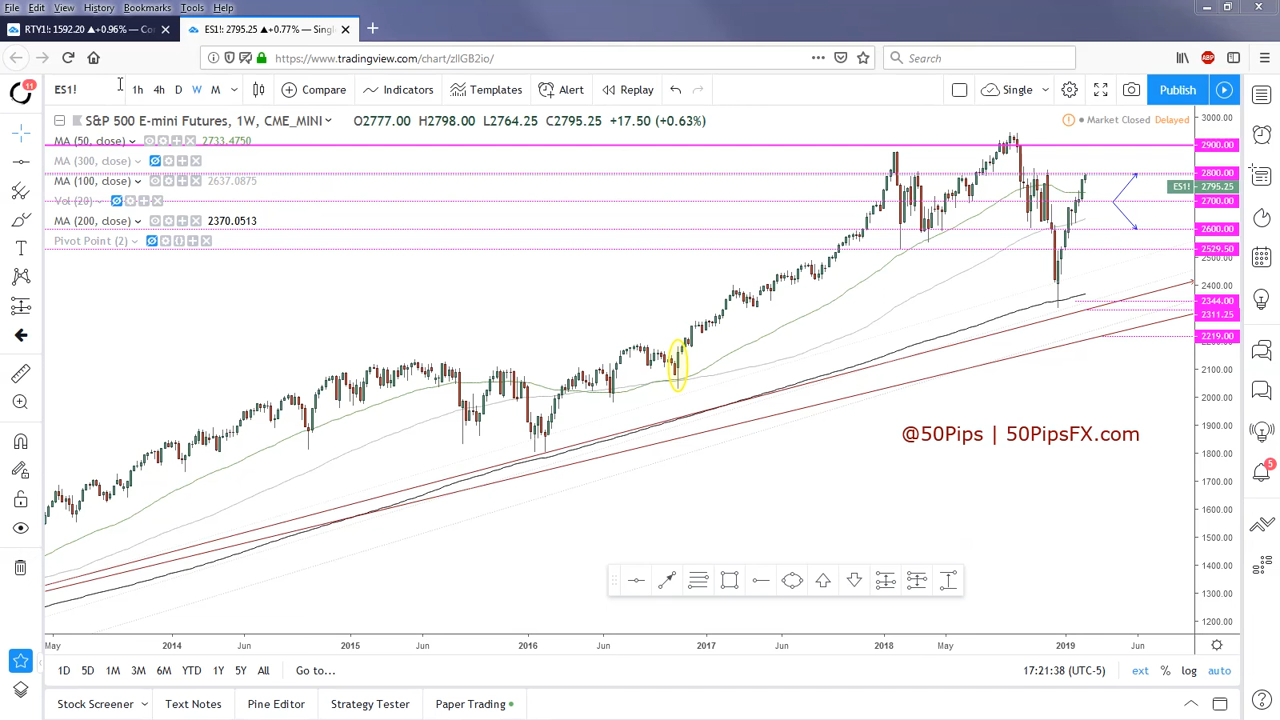 File Edit View History Bookmarks Tools Help
RTY1!: 1592.20 ▲+0.96% — Co
ES1!: 2795.25 ▲+0.77% — Singl
https://www.tradingview.com/chart/zIlGB2io/
Search
ABP
11
ES1!
1h 4h D W M
Compare
Indicators
Templates
Alert
Replay
Single
Publish
S&P 500 E-mini Futures, 1W, CME_MINI
O2777.00 H2798.00 L2764.25 C2795.25 +17.50 (+0.63%)
Market Closed Delayed
MA (50, close) 2733.4750
MA (300, close)
MA (100, close) 2637.0875
Vol (20)
MA (200, close) 2370.0513
Pivot Point (2)
3000.00
2900.00
2800.00
ES1! 2795.25
2700.00
2600.00
2529.50
2500.00
2400.00
2344.00
2311.25
2219.00
2100.00
2000.00
1900.00
1800.00
1700.00
1600.00
1500.00
1400.00
1300.00
1200.00
@50Pips | 50PipsFX.com
May 2014 Jun 2015 Jun 2016 Jun 2017 Jun 2018 May 2019 Jun
1D 5D 1M 3M 6M YTD 1Y 5Y All Go to...
17:21:38 (UTC-5) ext % log auto
5
Stock Screener Text Notes Pine Editor Strategy Tester Paper Trading